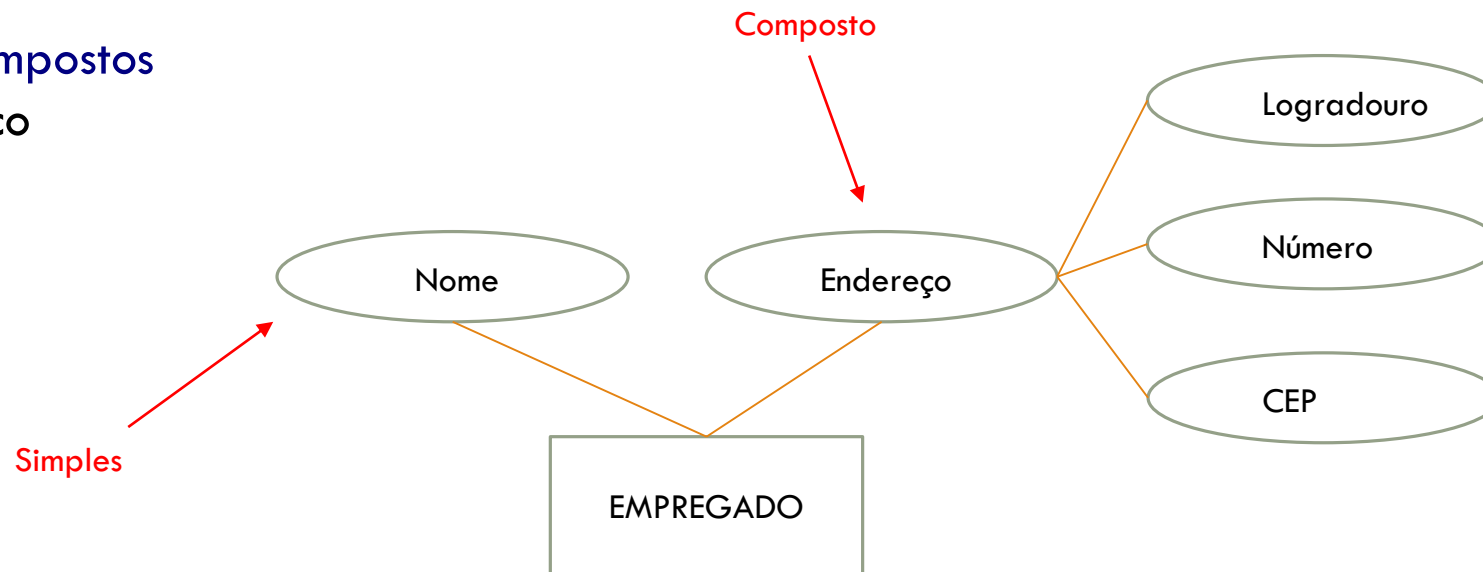 Composto
mpostos
co
Logradouro
Número
Nome
Endereço
CEP
Simples
EMPREGADO